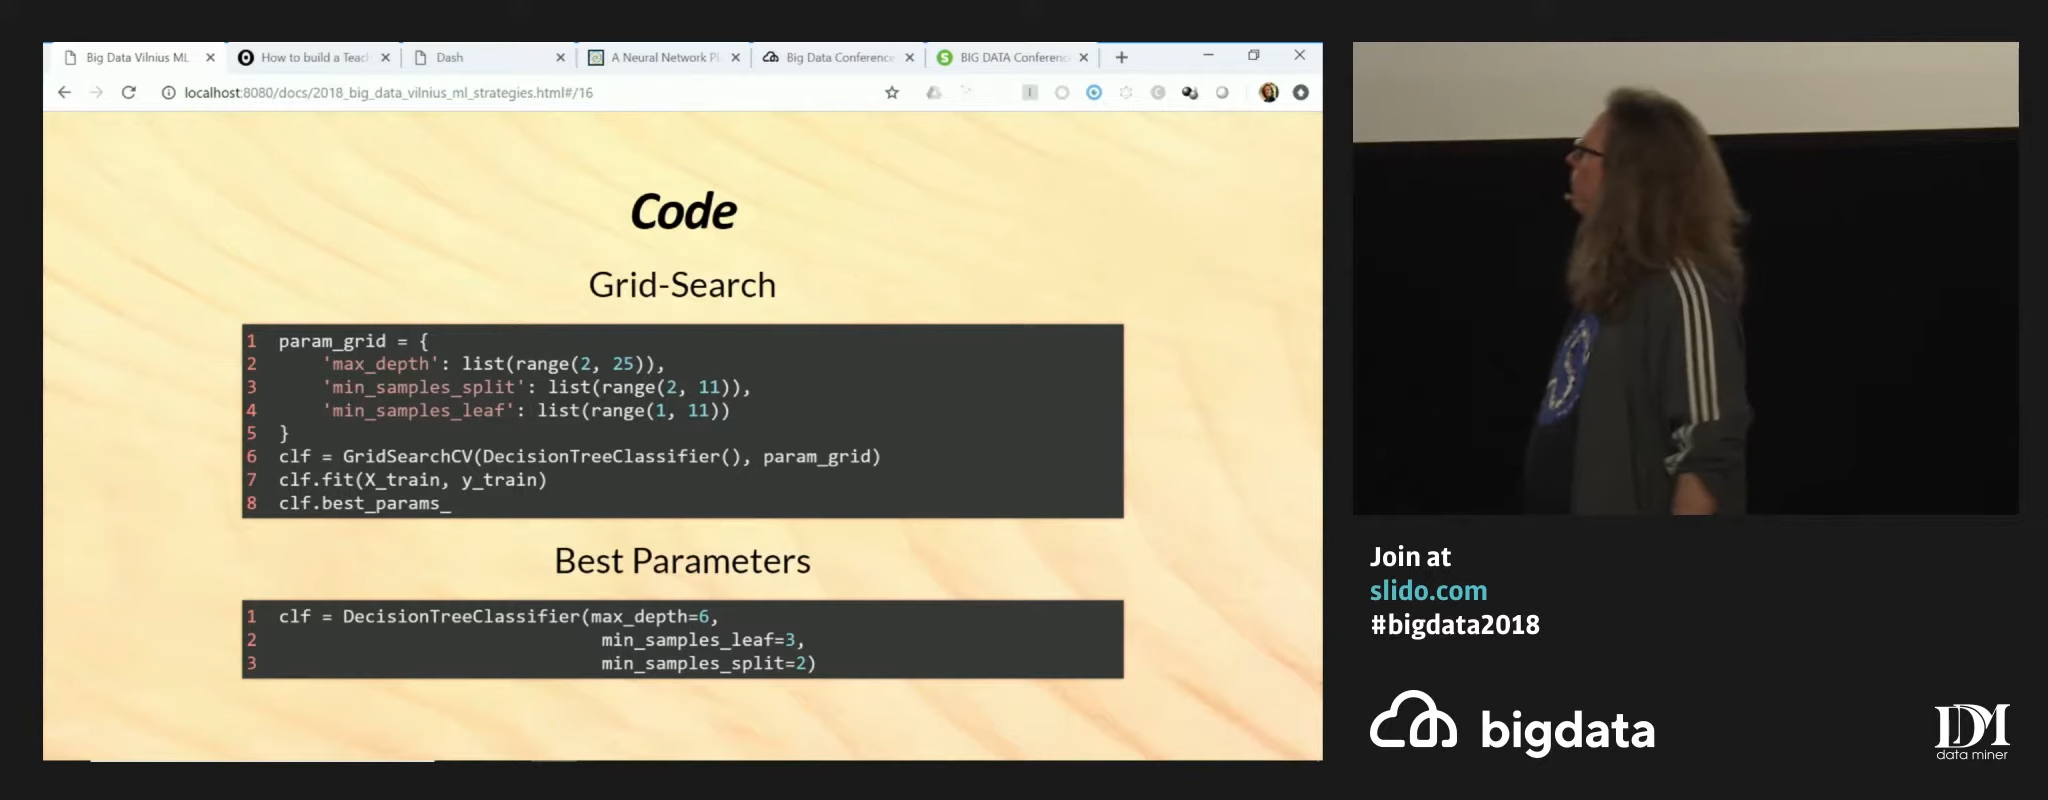 Big Data Vilnius ML
How to build a Teac
Dash
A Neural Network Pl
Big Data Conference
BIG DATA Conferenc
localhost:8080/docs/2018_big_data_vilnius_ml_strategies.html#/16
Code
Grid-Search
1 param_grid = {
2     'max_depth': list(range(2, 25)),
3     'min_samples_split': list(range(2, 11)),
4     'min_samples_leaf': list(range(1, 11))
5 }
6 clf = GridSearchCV(DecisionTreeClassifier(), param_grid)
7 clf.fit(X_train, y_train)
8 clf.best_params_
Best Parameters
1 clf = DecisionTreeClassifier(max_depth=6,
2                              min_samples_leaf=3,
3                              min_samples_split=2)
Join at
slido.com
#bigdata2018
bigdata
DM
data miner